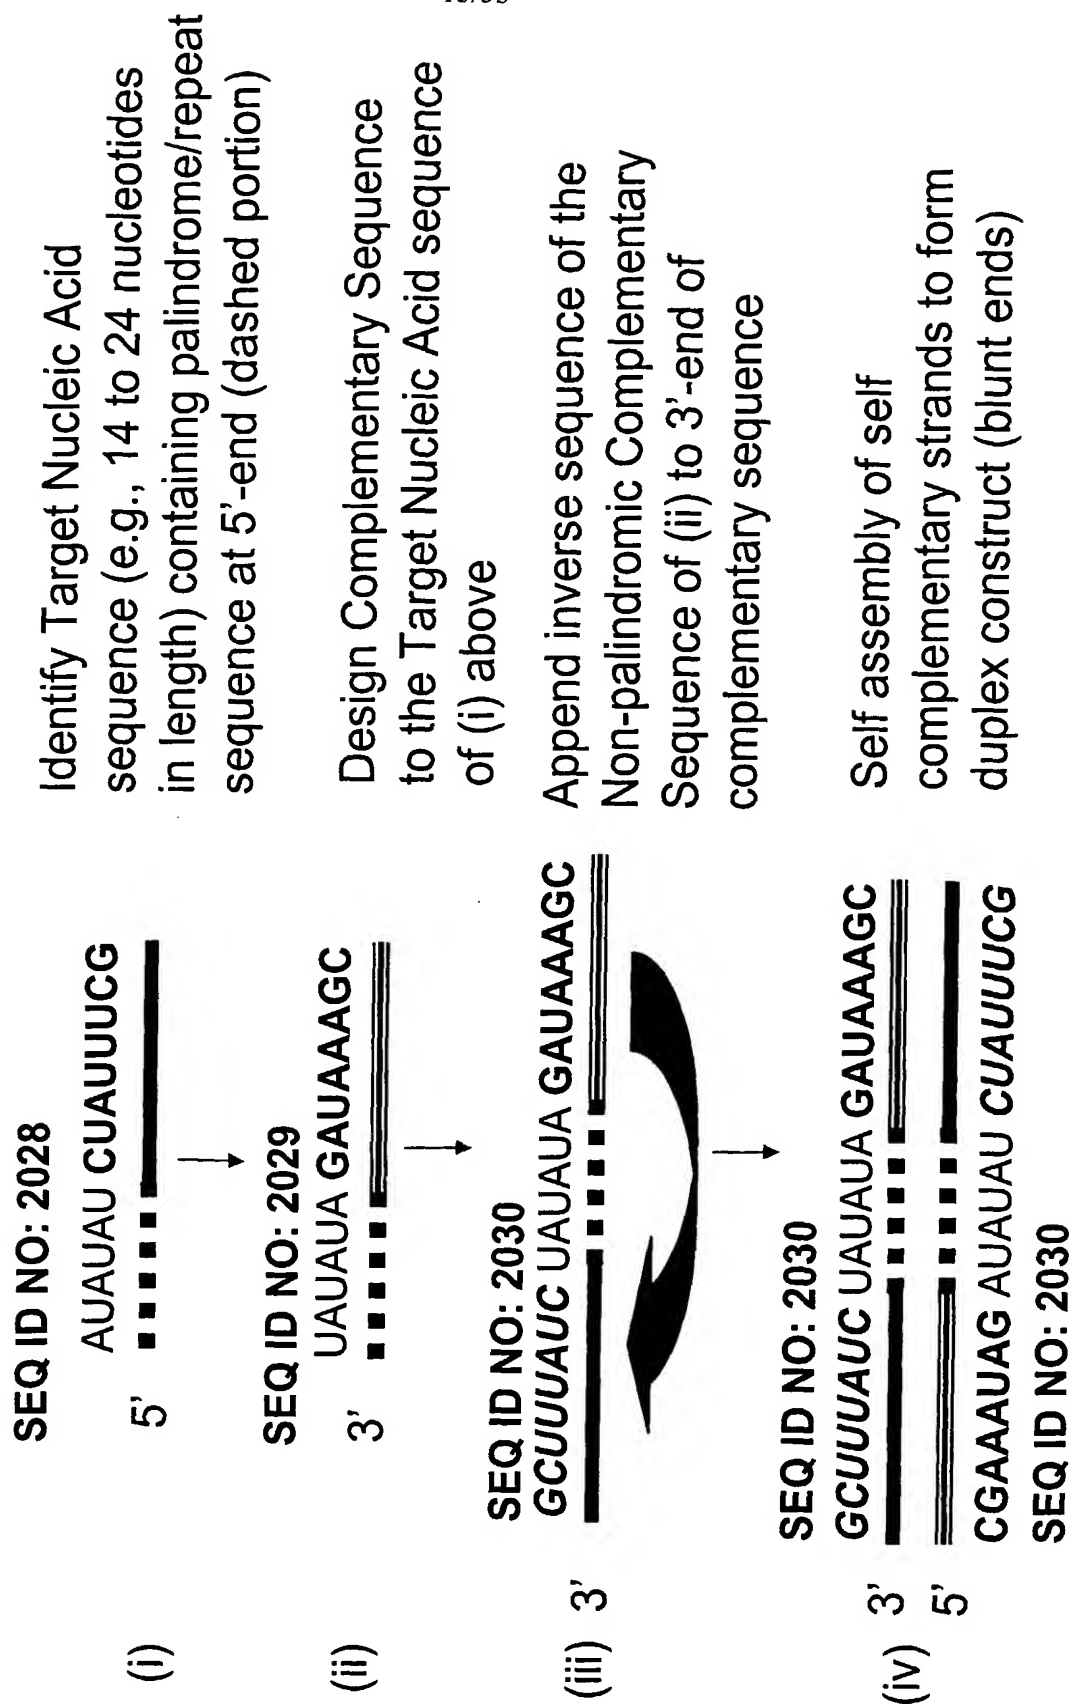 (i)
SEQ ID NO: 2028
AUAUAU CUAUUUCG
5'
Identify Target Nucleic Acid
sequence (e.g., 14 to 24 nucleotides
in length) containing palindrome/repeat
sequence at 5'-end (dashed portion)
(ii)
SEQ ID NO: 2029
UAUAUA GAUAAAGC
3'
Design Complementary Sequence
to the Target Nucleic Acid sequence
of (i) above
(iii)
SEQ ID NO: 2030
GCUUUAUC UAUAUA GAUAAAGC
3'
Append inverse sequence of the
Non-palindromic Complementary
Sequence of (ii) to 3'-end of
complementary sequence
(iv)
SEQ ID NO: 2030
GCUUUAUC UAUAUA GAUAAAGC
3'
5'
CGAAAUAG AUAUAU CUAUUUCG
SEQ ID NO: 2030
Self assembly of self
complementary strands to form
duplex construct (blunt ends)